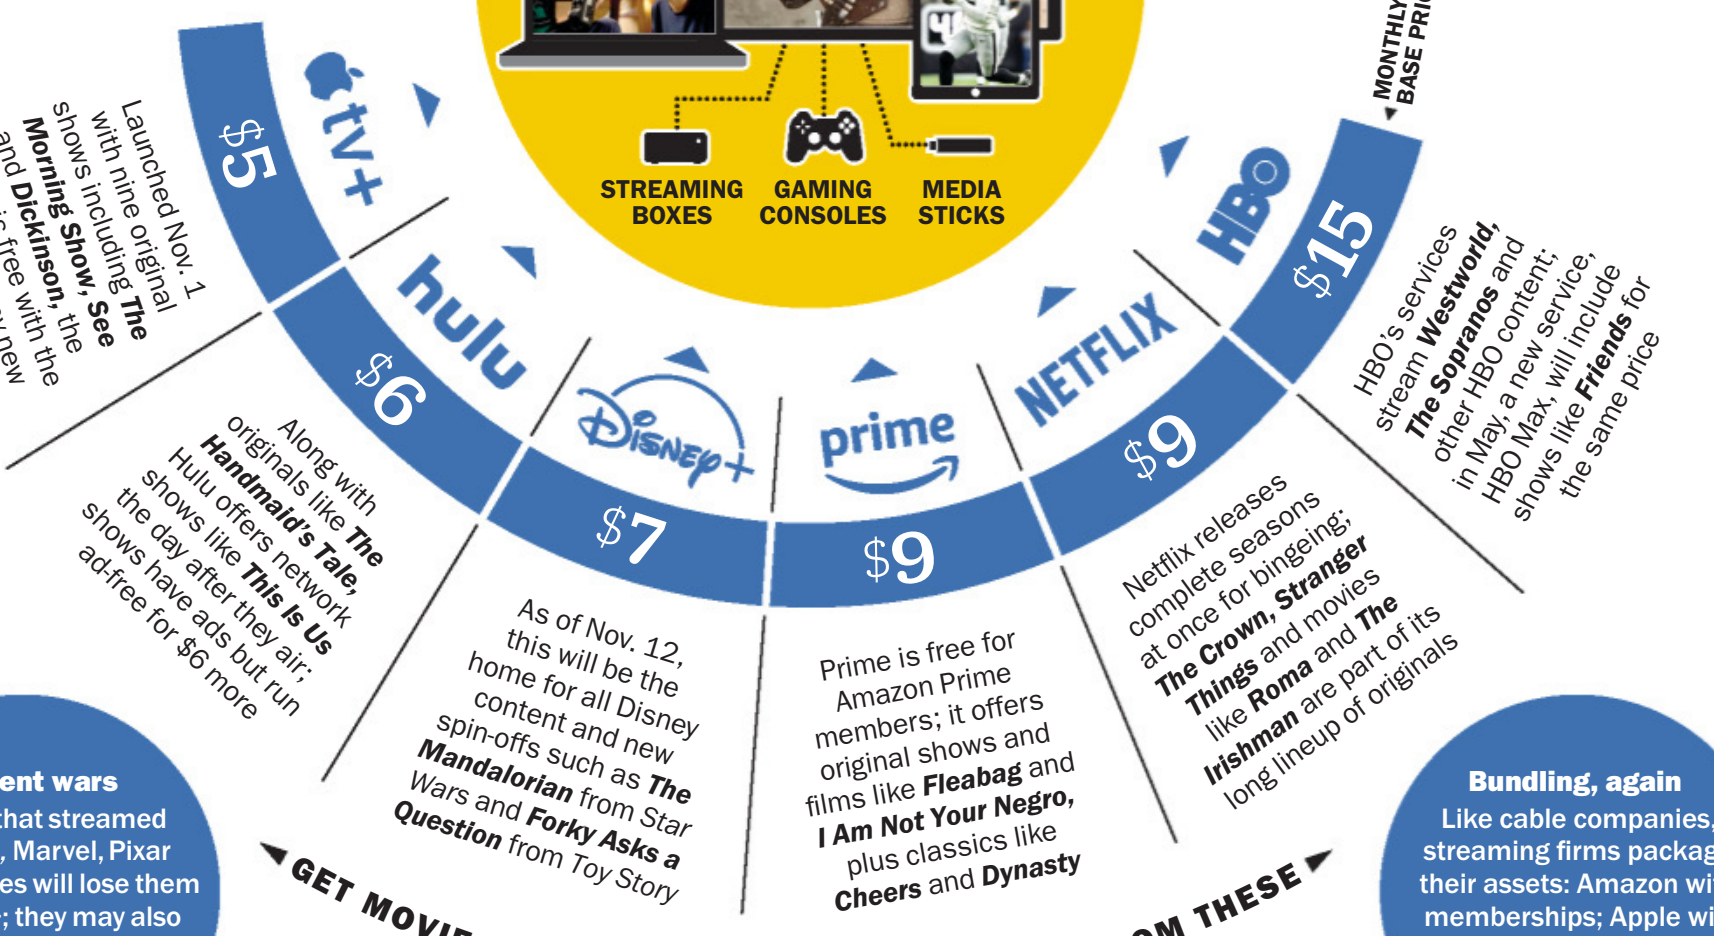 MONTHLY
BASE
STREAMING
BOXES
GAMING
CONSOLES
MEDIA
STICKS
tv+
$5
Launched Nov. 1
with nine original
shows including The
Morning Show, See
and Dickinson, the
is free with the
new
hulu
$6
Along with
originals like The
Handmaid's Tale,
Hulu offers network
shows like This Is Us
the day after they air;
shows have ads but run
ad-free for $6 more
Disney+
$7
As of Nov. 12,
this will be the
home for all Disney
content and new
spin-offs such as The
Mandalorian from Star
Wars and Forky Asks a
Question from Toy Story
prime
$9
Prime is free for
Amazon Prime
members; it offers
original shows and
films like Fleabag and
I Am Not Your Negro,
plus classics like
Cheers and Dynasty
NETFLIX
$9
Netflix releases
complete seasons
at once for bingeing;
The Crown, Stranger
Things and movies
like Roma and The
Irishman are part of its
long lineup of originals
HBO
$15
HBO's services
stream Westworld,
The Sopranos and
other HBO content;
in May, a new service,
HBO Max, will include
shows like Friends for
the same price
ent wars
that streamed
, Marvel, Pixar
es will lose them
; they may also
GET MOVIE
OM THESE
Bundling, again
Like cable companies,
streaming firms packag
their assets: Amazon wi
memberships; Apple wi